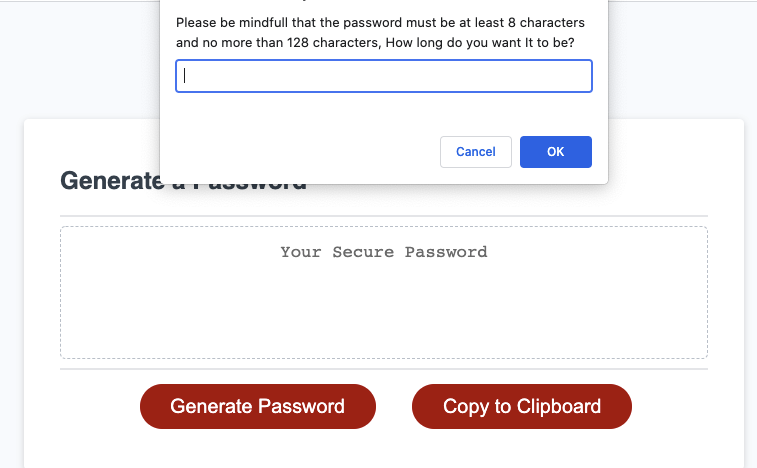 Please be mindfull that the password must be at least 8 characters
and no more than 128 characters, How long do you want It to be?
Cancel
OK
Generate a Password
Your Secure Password
Generate Password
Copy to Clipboard